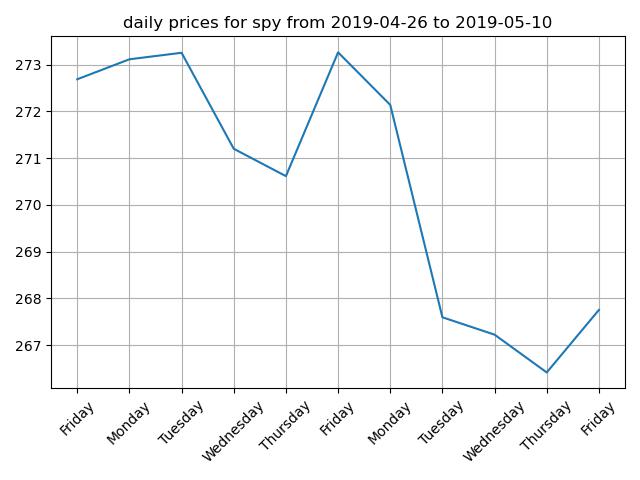 daily prices for spy from 2019-04-26 to 2019-05-10
273
272
271
270
269
268
267
Friday
Monday
Tuesday
Wednesday
Thursday
Friday
Monday
Tuesday
Wednesday
Thursday
Friday